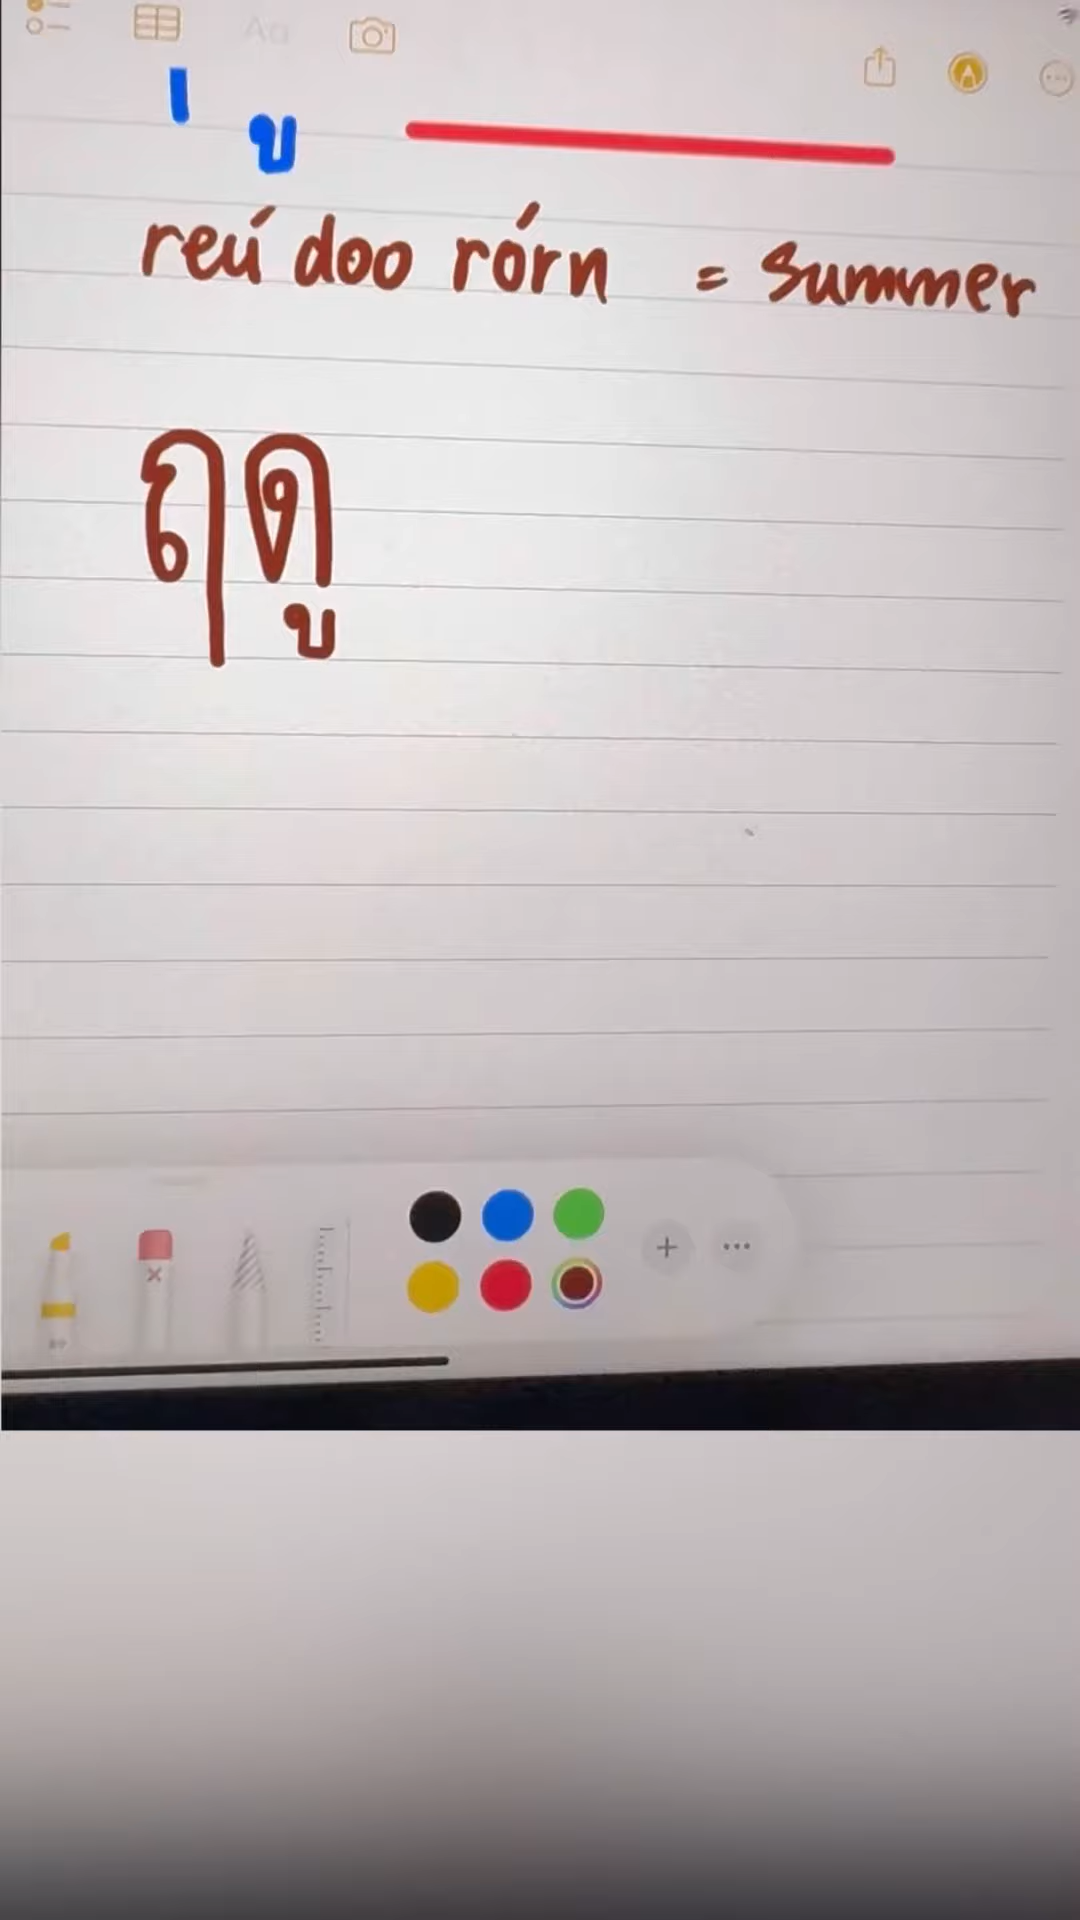 reú doo rórn = Summer
ฤดู